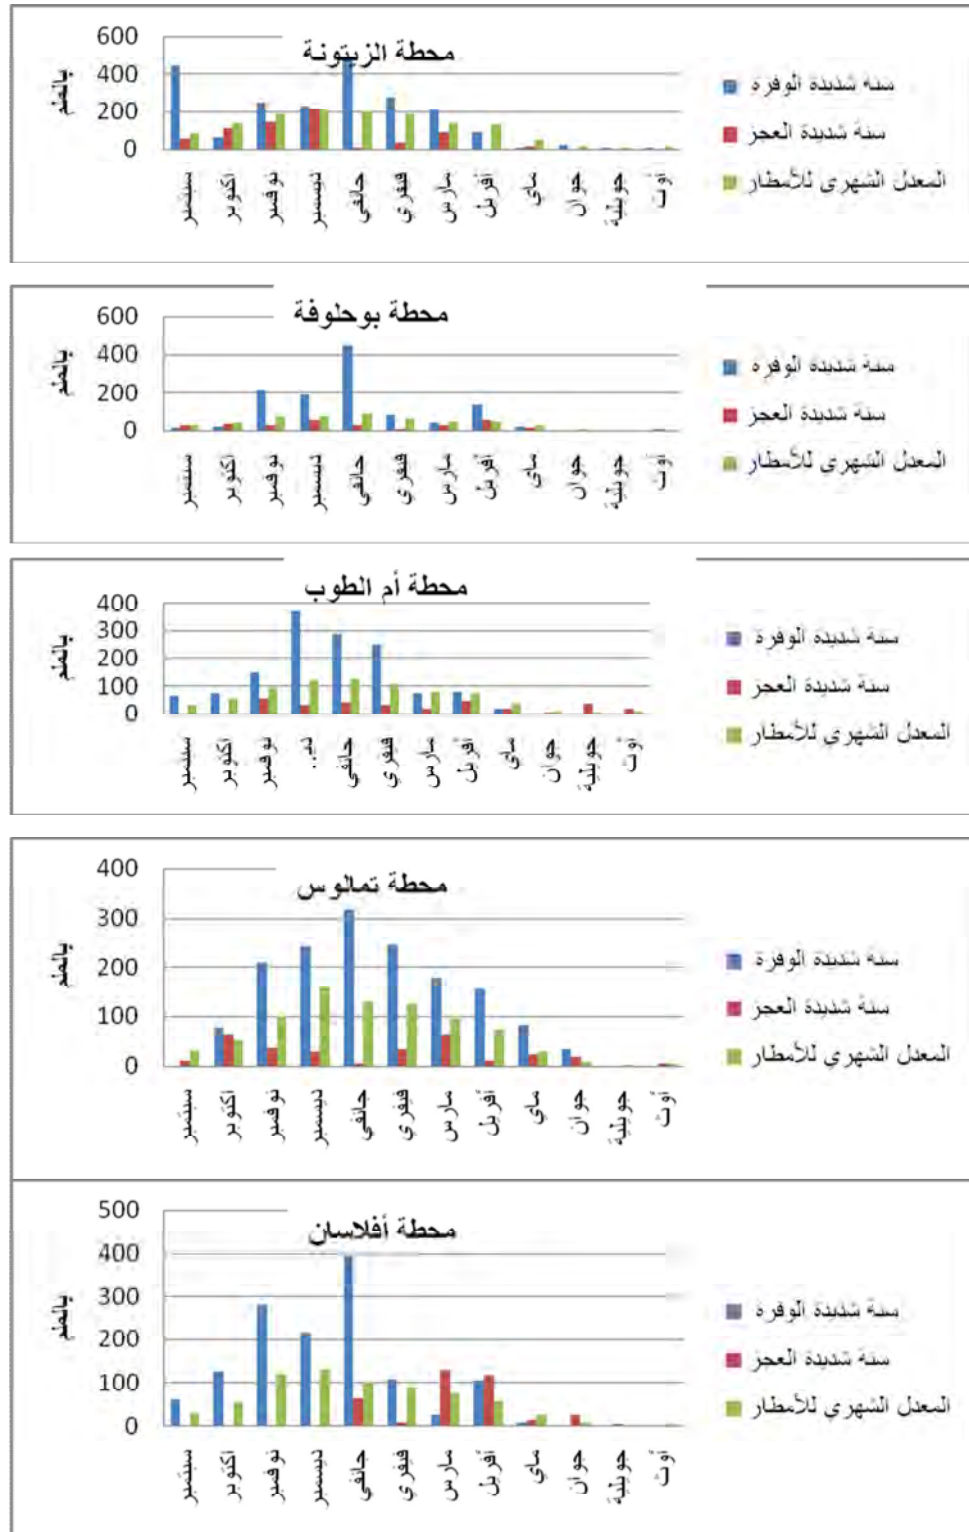 محطة الزيتونة
600
400
200
0
بالملم
سبتمبر
اكتوبر
نوفمبر
ديسمبر
جانفي
فيفري
مارس
أفريل
ماي
جوان
جويلية
أوت
سنة شديدة الوفرة
سنة شديدة العجز
المعدل الشهري للأمطار
محطة بوحلوفة
600
400
200
0
بالملم
سبتمبر
اكتوبر
نوفمبر
ديسمبر
جانفي
فيفري
مارس
أفريل
ماي
جوان
جويلية
أوت
سنة شديدة الوفرة
سنة شديدة العجز
المعدل الشهري للأمطار
محطة أم الطوب
400
300
200
100
0
بالملم
سبتمبر
اكتوبر
نوفمبر
ديـ..
جانفي
فيفري
مارس
أفريل
ماي
جوان
جويلية
أوت
سنة شديدة الوفرة
سنة شديدة العجز
المعدل الشهري للأمطار
محطة تمالوس
400
300
200
100
0
بالملم
سبتمبر
اكتوبر
نوفمبر
ديسمبر
جانفي
فيفري
مارس
أفريل
ماي
جوان
جويلية
أوت
سنة شديدة الوفرة
سنة شديدة العجز
المعدل الشهري للأمطار
محطة أفلاسان
500
400
300
200
100
0
بالملم
سبتمبر
اكتوبر
نوفمبر
ديسمبر
جانفي
فيفري
مارس
أفريل
ماي
جوان
جويلية
أوت
سنة شديدة الوفرة
سنة شديدة العجز
المعدل الشهري للأمطار